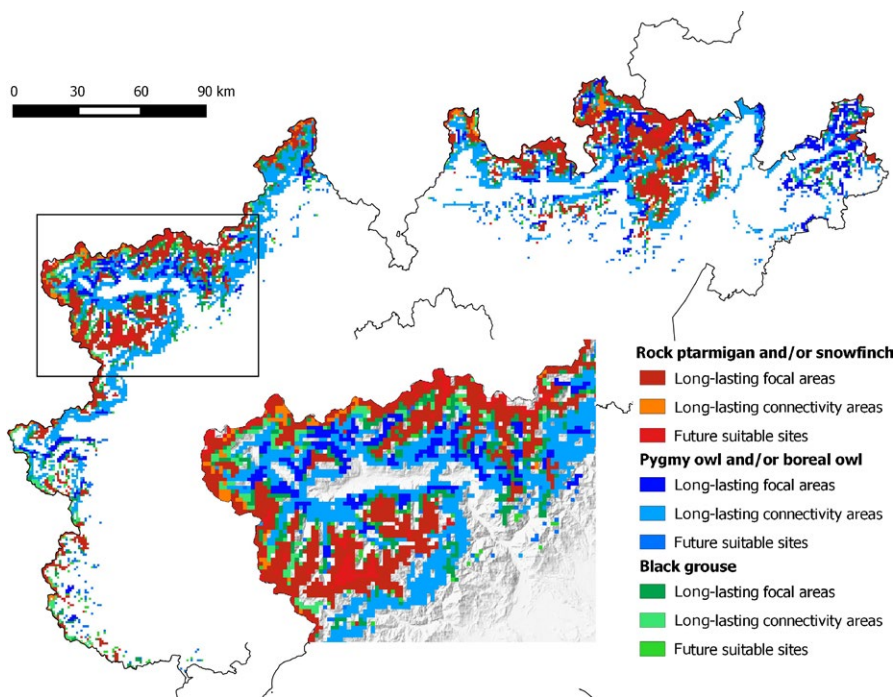 0 30 60 90 km
Rock ptarmigan and/or snowfinch
Long-lasting focal areas
Long-lasting connectivity areas
Future suitable sites
Pygmy owl and/or boreal owl
Long-lasting focal areas
Long-lasting connectivity areas
Future suitable sites
Black grouse
Long-lasting focal areas
Long-lasting connectivity areas
Future suitable sites